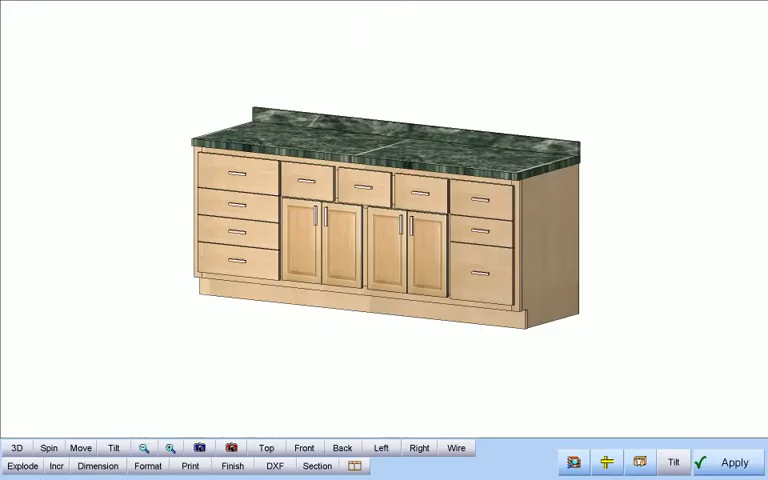 3D Spin Move Tilt Top Front Back Left Right Wire
Explode Incr Dimension Format Print Finish DXF Section Tilt Apply